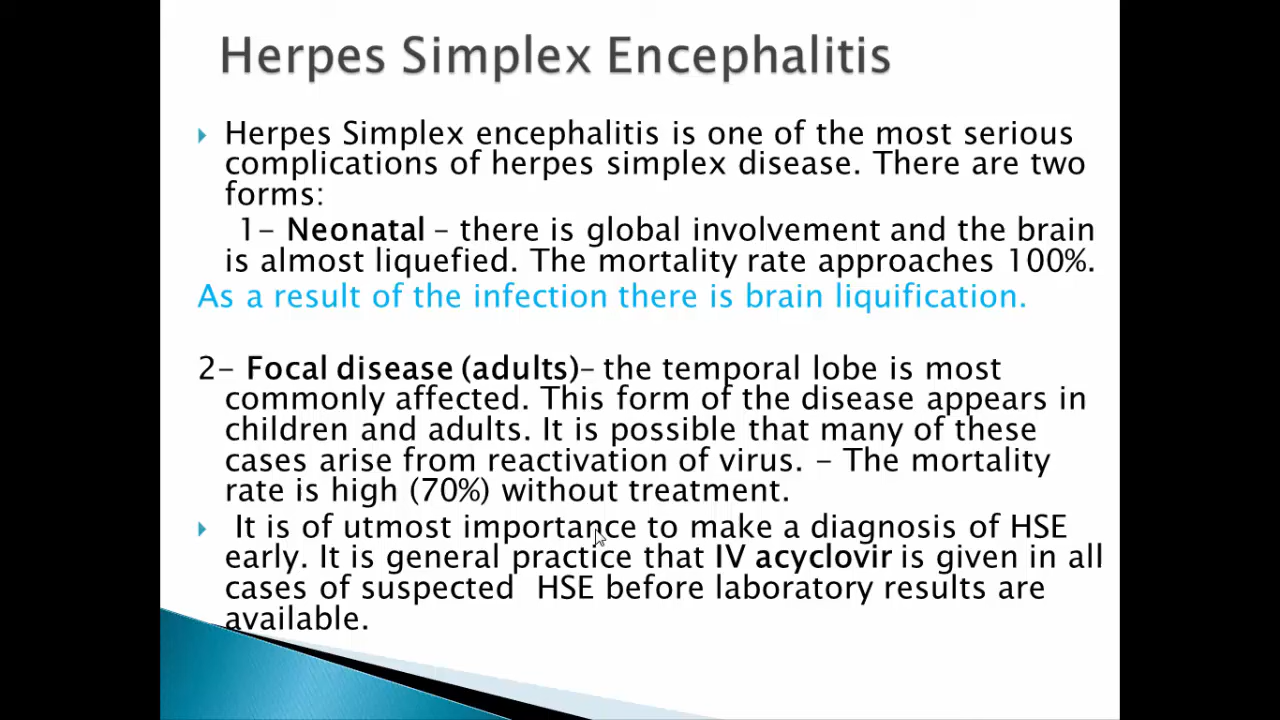 Herpes Simplex Encephalitis
Herpes Simplex encephalitis is one of the most serious
complications of herpes simplex disease. There are two
forms:
1- Neonatal - there is global involvement and the brain
is almost liquefied. The mortality rate approaches 100%.
As a result of the infection there is brain liquification.
2- Focal disease (adults)- the temporal lobe is most
commonly affected. This form of the disease appears in
children and adults. It is possible that many of these
cases arise from reactivation of virus. - The mortality
rate is high (70%) without treatment.
It is of utmost importance to make a diagnosis of HSE
early. It is general practice that IV acyclovir is given in all
cases of suspected HSE before laboratory results are
available.